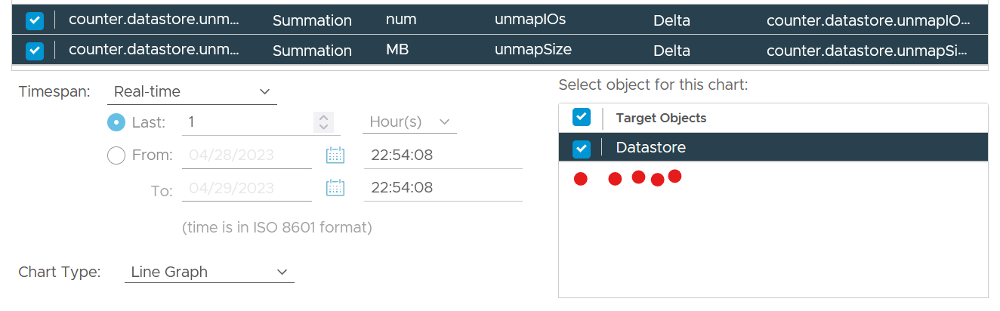 counter.datastore.unm... Summation num unmapIOs Delta counter.datastore.unmapIO...
counter.datastore.unm... Summation MB unmapSize Delta counter.datastore.unmapSi...
Timespan: Real-time
Last: 1 Hour(s)
From: 04/28/2023 22:54:08
To: 04/29/2023 22:54:08
(time is in ISO 8601 format)
Chart Type: Line Graph
Select object for this chart:
Target Objects
Datastore